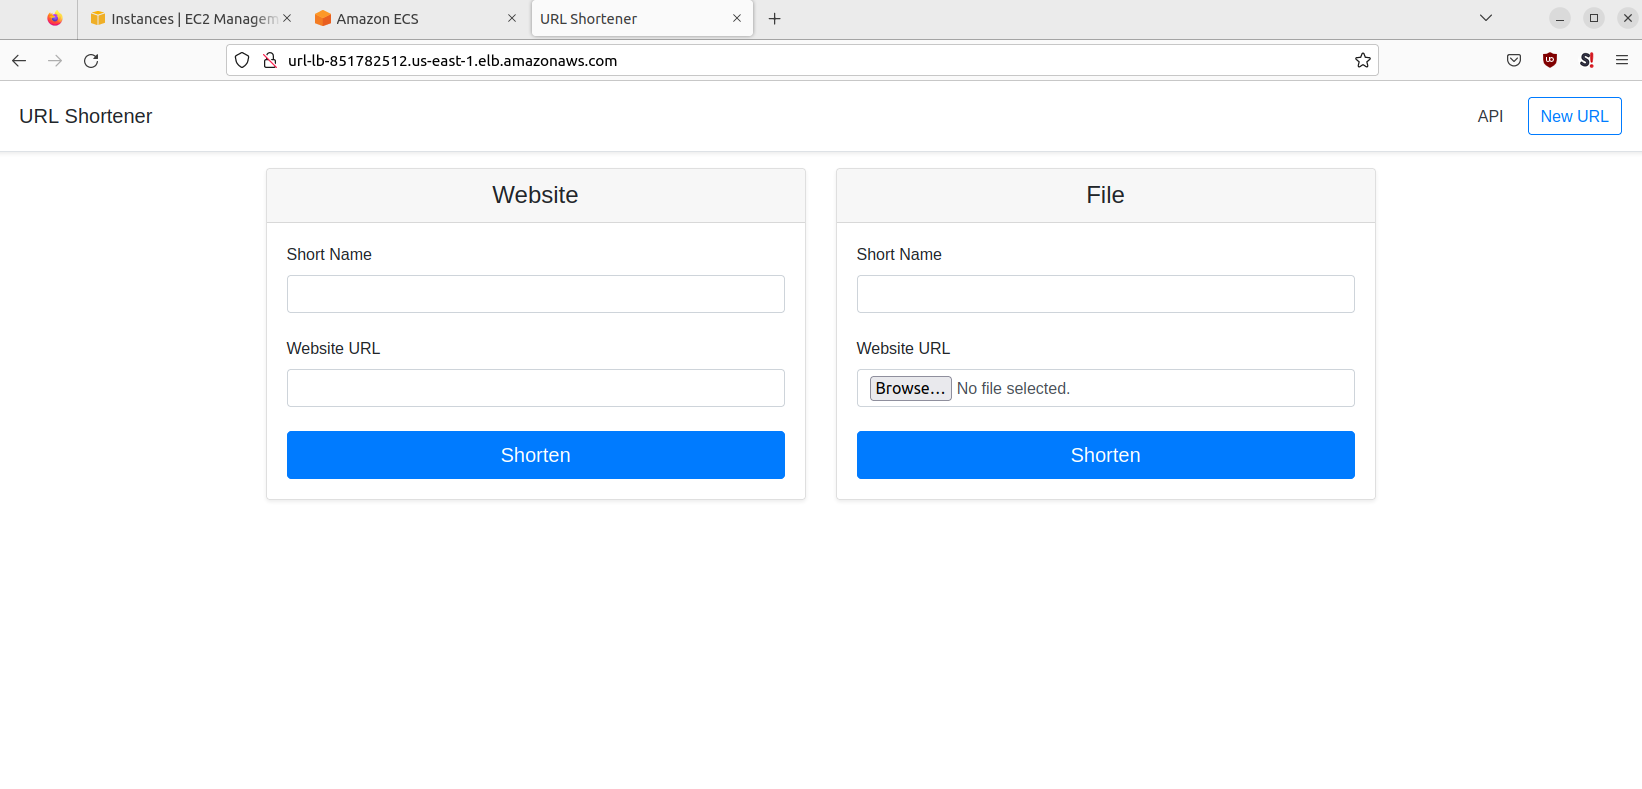 Instances | EC2 Managem
Amazon ECS
URL Shortener
url-lb-851782512.us-east-1.elb.amazonaws.com
URL Shortener
API
New URL
Website
Short Name
Website URL
Shorten
File
Short Name
Website URL
Browse... No file selected.
Shorten